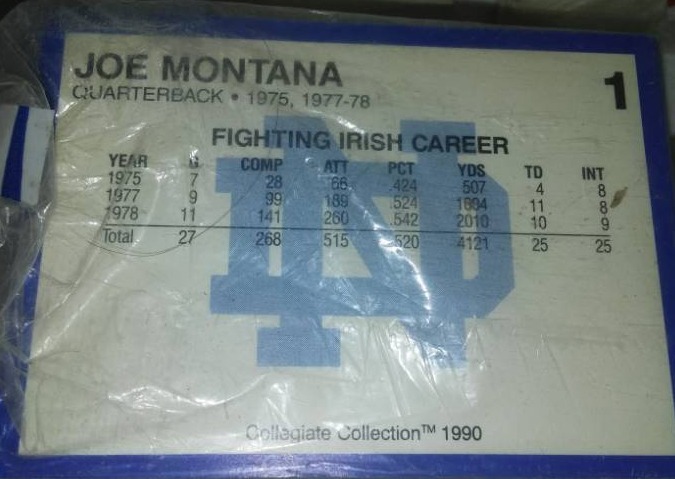 JOE MONTANA 1
QUARTERBACK • 1975, 1977-78
FIGHTING IRISH CAREER
YEAR G COMP ATT PCT YDS TD INT
1975 7 28 66 .424 507 4 8
1977 9 99 189 .524 1604 11 8
1978 11 141 260 .542 2010 10 9
Total 27 268 515 .520 4121 25 25
ND
Collegiate Collection™ 1990